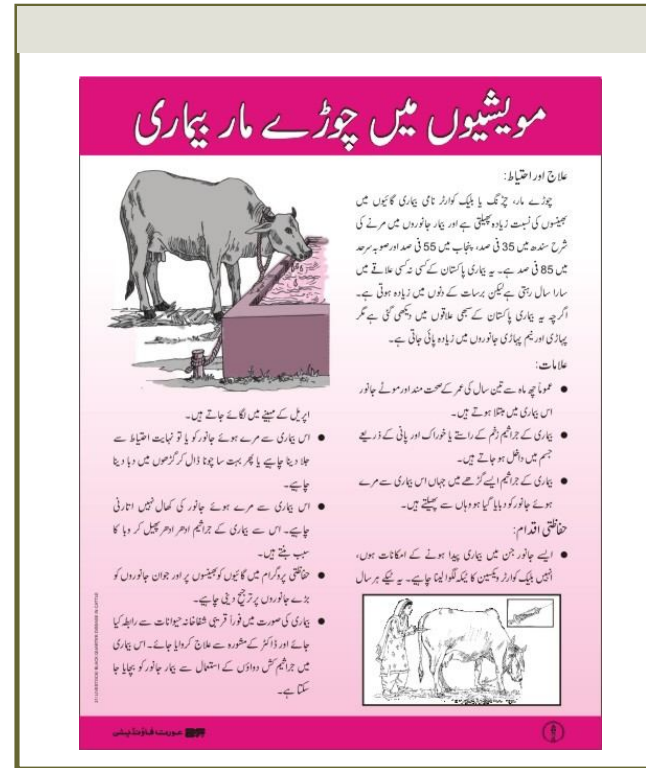 مویشیوں میں چوڑے مار بیماری
علاج اور احتیاط:
چوڑے مار، چڑنگ یا بلیک کوارٹر نامی بیماری گائیوں میں
بھینسوں کی نسبت زیادہ پھیلتی ہے اور بیمار جانوروں میں مرنے کی
شرح سندھ میں 35 فی صد، پنجاب میں 55 فی صد اور صوبہ سرحد
میں 85 فی صد ہے۔ یہ بیماری پاکستان کے کسی نہ کسی علاقے میں
سارا سال رہتی ہے لیکن برسات کے دنوں میں زیادہ ہوتی ہے۔
اگرچہ یہ بیماری پاکستان کے سبھی علاقوں میں دیکھی گئی ہے مگر
پہاڑی اور نیم پہاڑی جانوروں میں زیادہ پائی جاتی ہے۔
علامات:
● عموماً چھ ماہ سے تین سال کی عمر کے صحت مند اور موٹے جانور
اس بیماری میں مبتلا ہوتے ہیں۔
● بیماری کے جراثیم زخم کے راستے یا خوراک اور پانی کے ذریعے
جسم میں داخل ہو جاتے ہیں۔
● بیماری کے جراثیم ایسے گڑھے میں جہاں اس بیماری سے مرے
ہوئے جانور کو دبایا گیا ہو وہاں سے پھیلتے ہیں۔
حفاظتی اقدام:
● ایسے جانور جن میں بیماری پیدا ہونے کے امکانات ہوں،
انہیں بلیک کوارٹر ویکسین کا ٹیکہ لگوا لینا چاہیے۔ یہ ٹیکے ہر سال
اپریل کے مہینے میں لگائے جاتے ہیں۔
● اس بیماری سے مرے ہوئے جانور کو یا تو نہایت احتیاط سے
جلا دینا چاہیے یا پھر بہت سا چونا ڈال کر گڑھوں میں دبا دینا
چاہیے۔
● اس بیماری سے مرے ہوئے جانور کی کھال نہیں اتارنی
چاہیے۔ اس سے بیماری کے جراثیم ادھر ادھر پھیل کر وبا کا
سبب بنتے ہیں۔
● حفاظتی پروگرام میں گائیوں کو بھینسوں پر اور جوان جانوروں کو
بڑے جانوروں پر ترجیح دینی چاہیے۔
● بیماری کی صورت میں فوراً قریبی شفاخانہ حیوانات سے رابطہ کیا
جائے اور ڈاکٹر کے مشورہ سے علاج کروایا جائے۔ اس بیماری
میں جراثیم کش دواؤں کے استعمال سے بیمار جانور کو بچایا جا
سکتا ہے۔
عورت فاؤنڈیشن